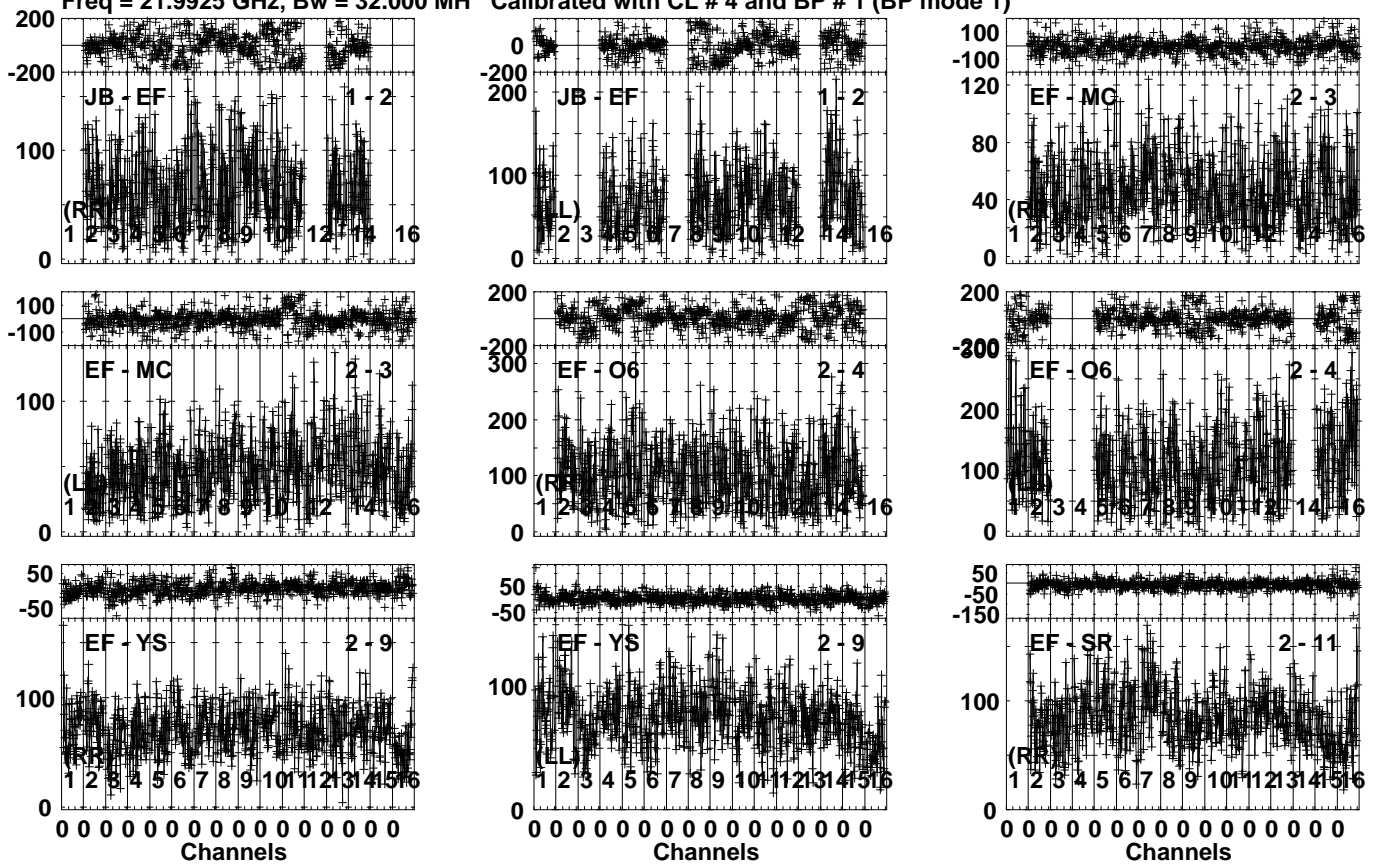 Freq = 21.9925 GHz, Bw = 32.000 MH Calibrated with CL # 4 and BP # 1 (BP mode 1)
200
-200
JB - EF 1 - 2
100
(RR)
1 2 3 4 5 6 7 8 9 10 12 14 16
0
0
-200
200
JB - EF 1 - 2
100
(LL)
1 2 3 4 5 6 7 8 9 10 12 14 16
0
100
-100
120
EF - MC 2 - 3
80
40
(RR)
1 2 3 4 5 6 7 8 9 10 12 14 16
0
100
-100
EF - MC 2 - 3
100
(LL)
1 2 3 4 5 6 7 8 9 10 12 14 16
0
200
-200
300
EF - O6 2 - 4
200
100
(RR)
1 2 3 4 5 6 7 8 9 10 12 14 16
0
200
-200
300
EF - O6 2 - 4
200
100
(LL)
1 2 3 4 5 6 7 8 9 10 11 12 14 16
0
50
-50
EF - YS 2 - 9
100
(RR)
1 2 3 4 5 6 7 8 9 10 11 12 13 14 15 16
0
0 0 0 0 0 0 0 0 0 0 0 0 0 0 0 0
Channels
50
-50
EF - YS 2 - 9
100
(LL)
1 2 3 4 5 6 7 8 9 10 11 12 13 14 15 16
0
0 0 0 0 0 0 0 0 0 0 0 0 0 0 0 0
50
-50
-150
EF - SR 2 - 11
100
(RR)
1 2 3 4 5 6 7 8 9 10 11 12 13 14 15 16
0
0 0 0 0 0 0 0 0 0 0 0 0 0 0 0 0
Channels